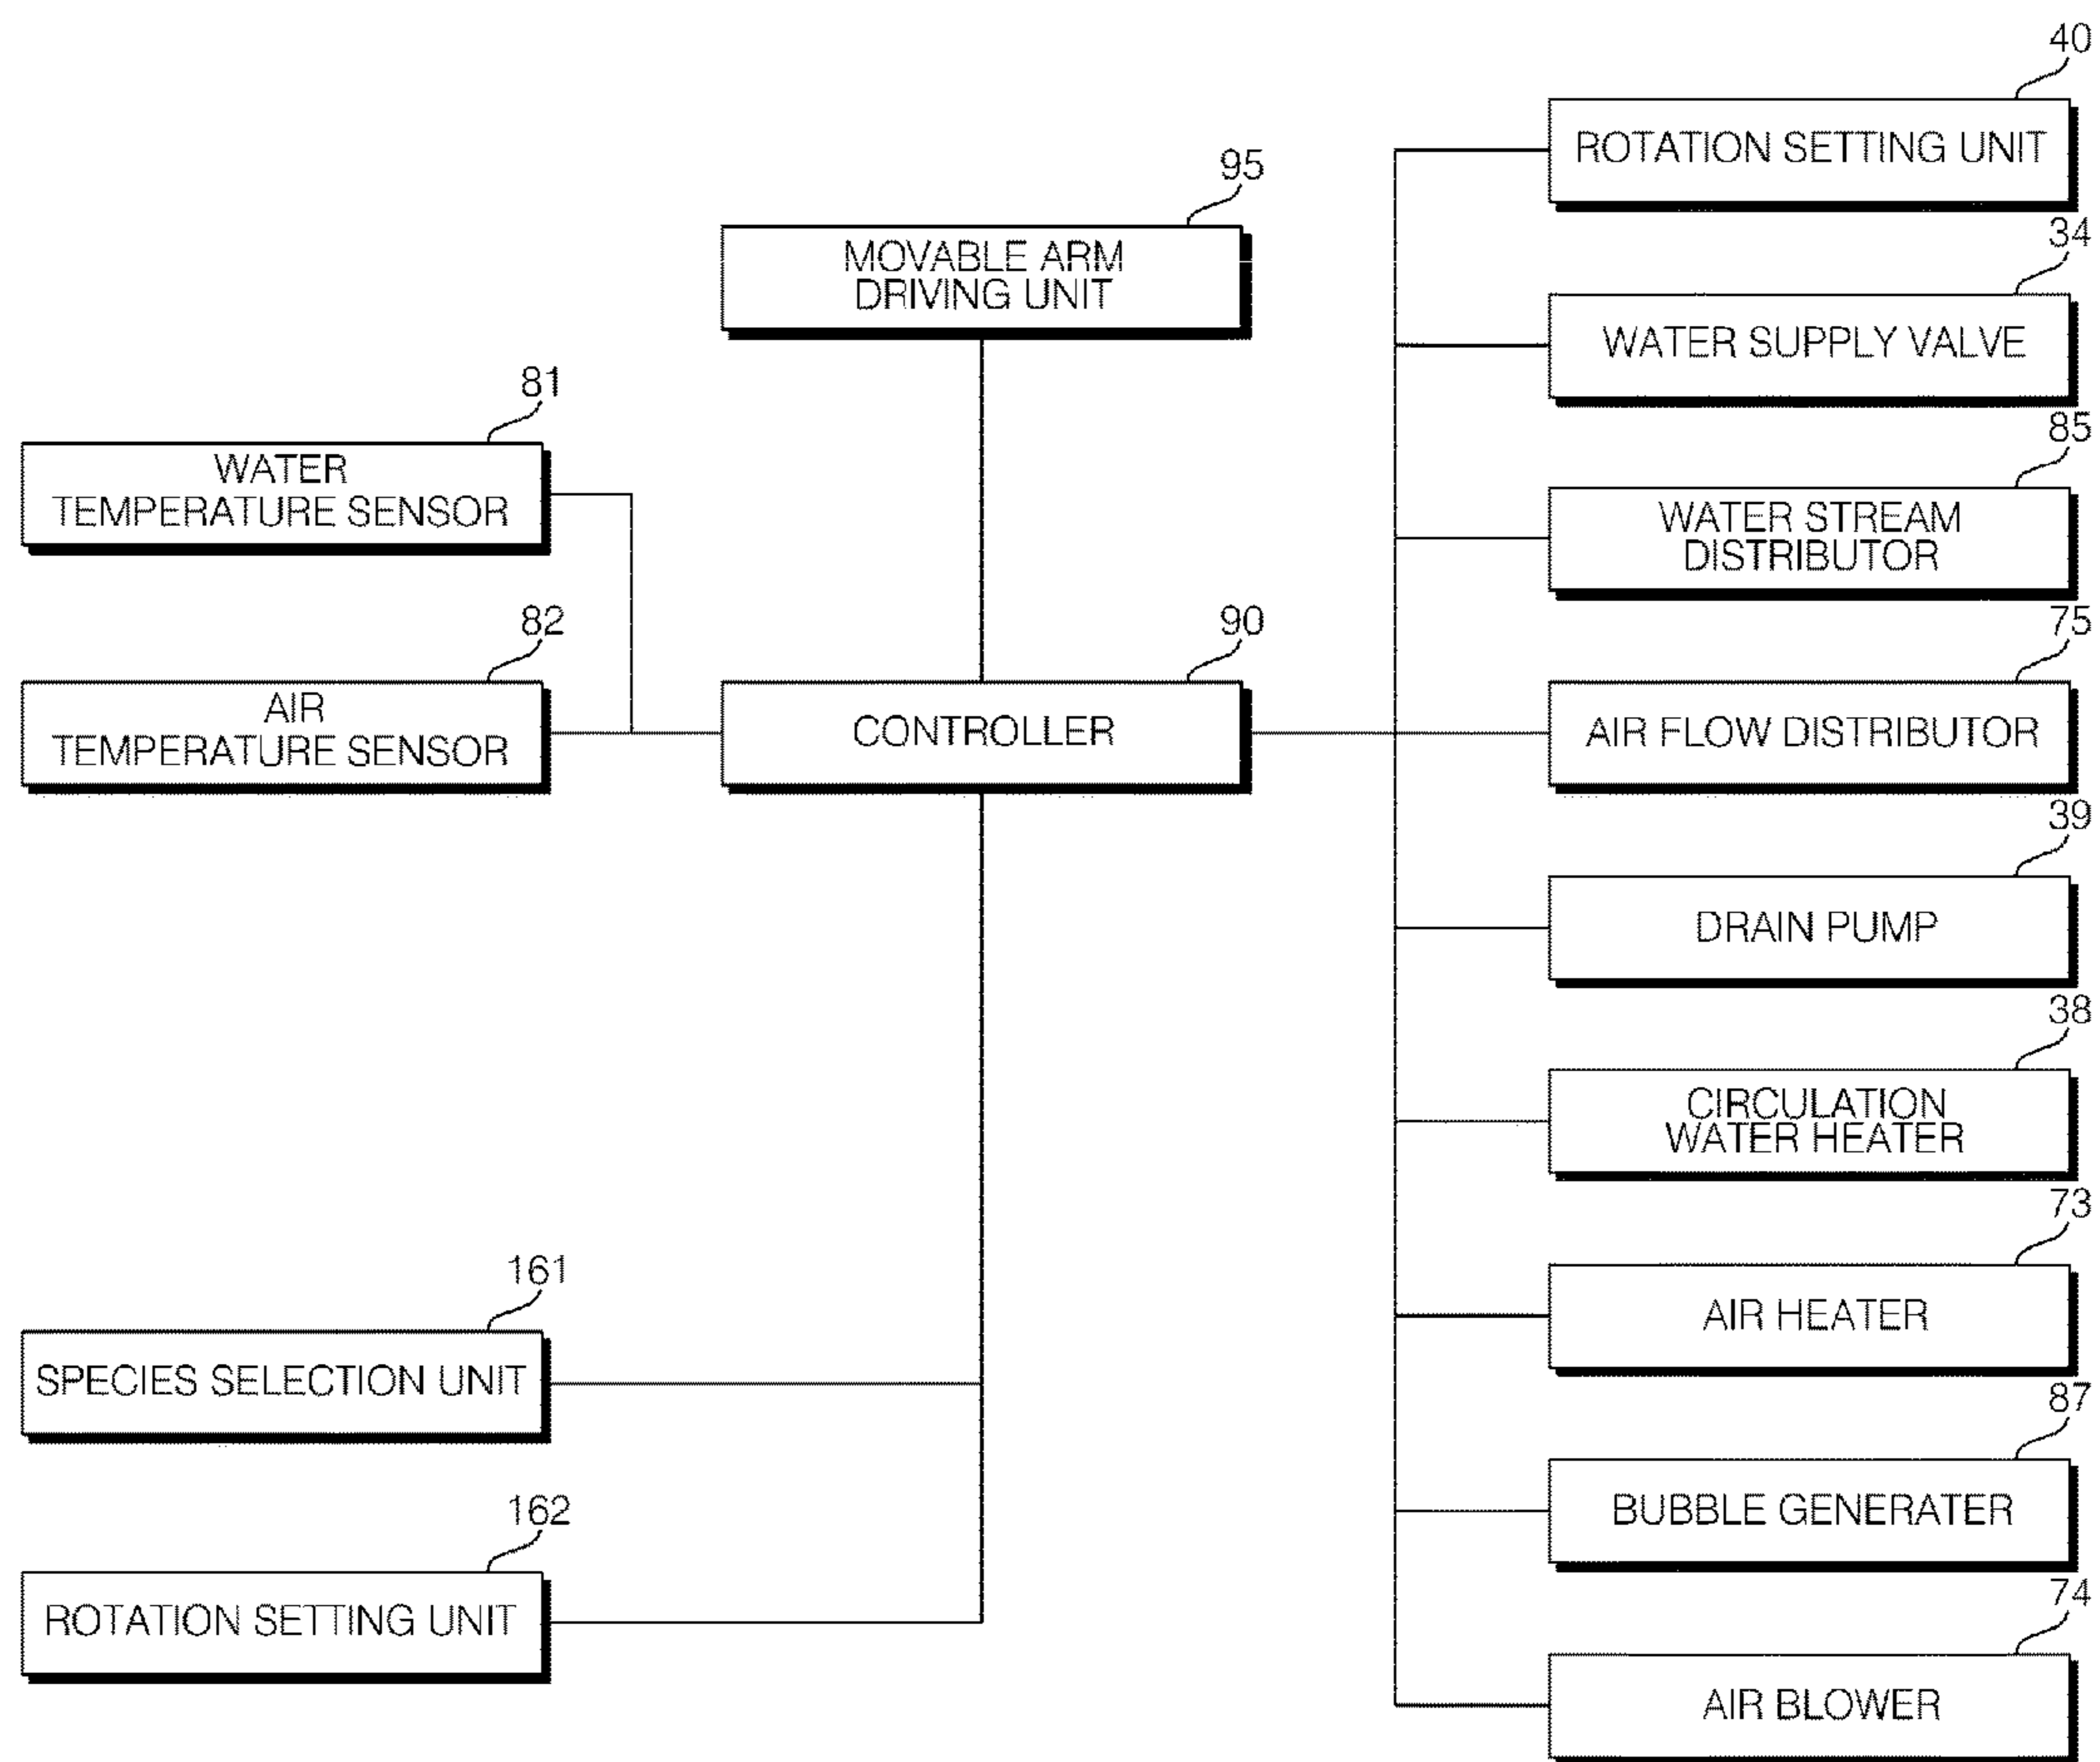 40
ROTATION SETTING UNIT
95
MOVABLE ARM
DRIVING UNIT
34
WATER SUPPLY VALVE
81
WATER
TEMPERATURE SENSOR
85
WATER STREAM
DISTRIBUTOR
82
AIR
TEMPERATURE SENSOR
90
CONTROLLER
75
AIR FLOW DISTRIBUTOR
39
DRAIN PUMP
38
CIRCULATION
WATER HEATER
73
AIR HEATER
161
SPECIES SELECTION UNIT
87
BUBBLE GENERATER
162
ROTATION SETTING UNIT
74
AIR BLOWER